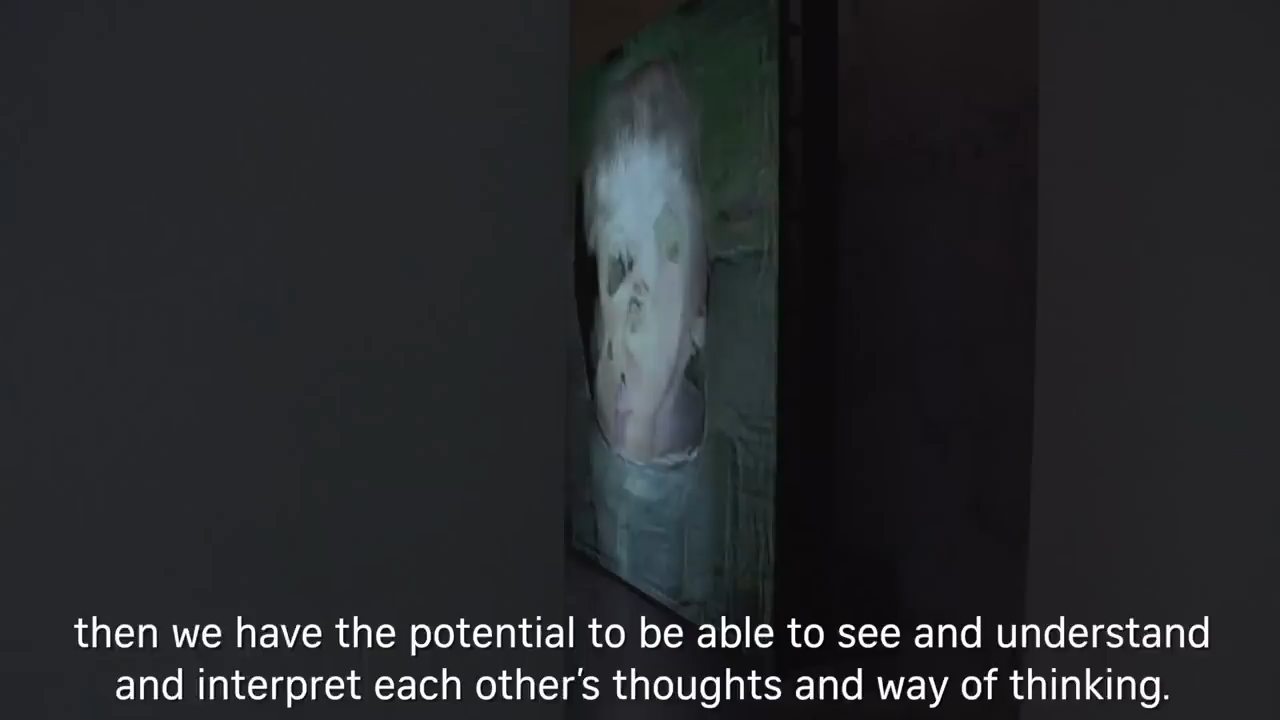 then we have the potential to be able to see and understand
and interpret each other’s thoughts and way of thinking.